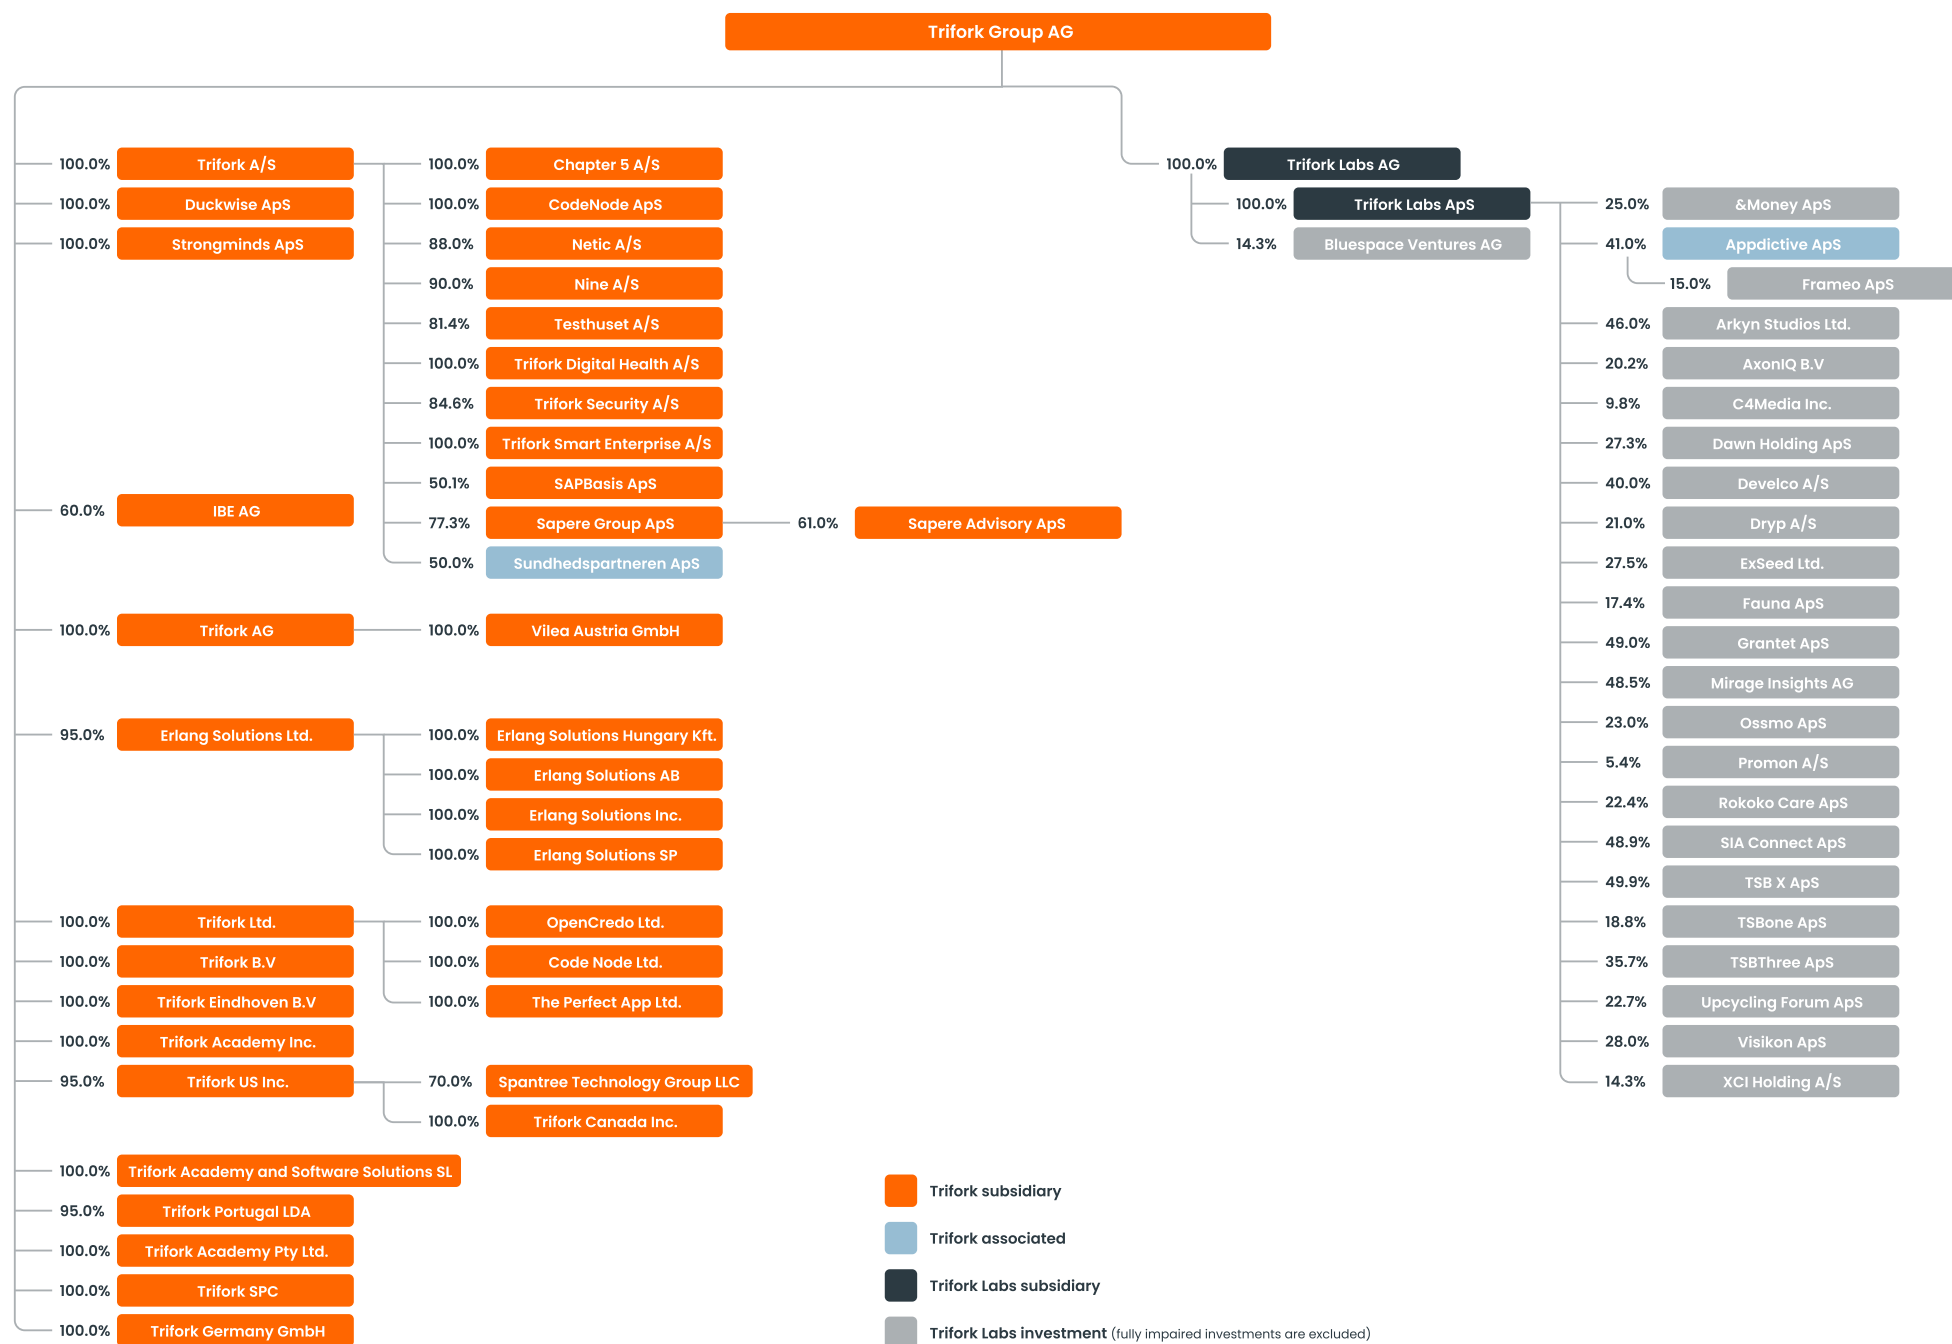 Trifork Group AG
100.0% Trifork A/S
100.0% Duckwise ApS
100.0% Strongminds ApS
60.0% IBE AG
100.0% Trifork AG
95.0% Erlang Solutions Ltd.
100.0% Trifork Ltd.
100.0% Trifork B.V
100.0% Trifork Eindhoven B.V
100.0% Trifork Academy Inc.
95.0% Trifork US Inc.
100.0% Trifork Academy and Software Solutions SL
95.0% Trifork Portugal LDA
100.0% Trifork Academy Pty Ltd.
100.0% Trifork SPC
100.0% Trifork Germany GmbH
100.0% Chapter 5 A/S
100.0% CodeNode ApS
88.0% Netic A/S
90.0% Nine A/S
81.4% Testhuset A/S
100.0% Trifork Digital Health A/S
84.6% Trifork Security A/S
100.0% Trifork Smart Enterprise A/S
50.1% SAPBasis ApS
77.3% Sapere Group ApS
61.0% Sapere Advisory ApS
50.0% Sundhedspartneren ApS
100.0% Vilea Austria GmbH
100.0% Erlang Solutions Hungary Kft.
100.0% Erlang Solutions AB
100.0% Erlang Solutions Inc.
100.0% Erlang Solutions SP
100.0% OpenCredo Ltd.
100.0% Code Node Ltd.
100.0% The Perfect App Ltd.
70.0% Spantree Technology Group LLC
100.0% Trifork Canada Inc.
100.0% Trifork Labs AG
100.0% Trifork Labs ApS
14.3% Bluespace Ventures AG
25.0% &Money ApS
41.0% Appdictive ApS
15.0% Frameo ApS
46.0% Arkyn Studios Ltd.
20.2% AxonIQ B.V
9.8% C4Media Inc.
27.3% Dawn Holding ApS
40.0% Develco A/S
21.0% Dryp A/S
27.5% ExSeed Ltd.
17.4% Fauna ApS
49.0% Grantet ApS
48.5% Mirage Insights AG
23.0% Ossmo ApS
5.4% Promon A/S
22.4% Rokoko Care ApS
48.9% SIA Connect ApS
49.9% TSB X ApS
18.8% TSBone ApS
35.7% TSBThree ApS
22.7% Upcycling Forum ApS
28.0% Visikon ApS
14.3% XCI Holding A/S
Trifork subsidiary
Trifork associated
Trifork Labs subsidiary
Trifork Labs investment (fully impaired investments are excluded)